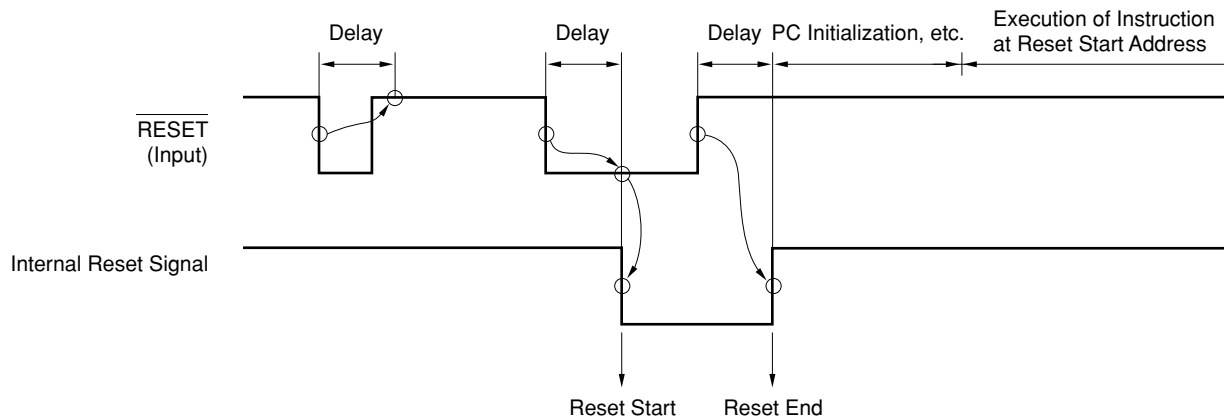 Delay
Delay
Delay
PC Initialization, etc.
Execution of Instruction
at Reset Start Address
RESET
(Input)
Internal Reset Signal
Reset Start
Reset End